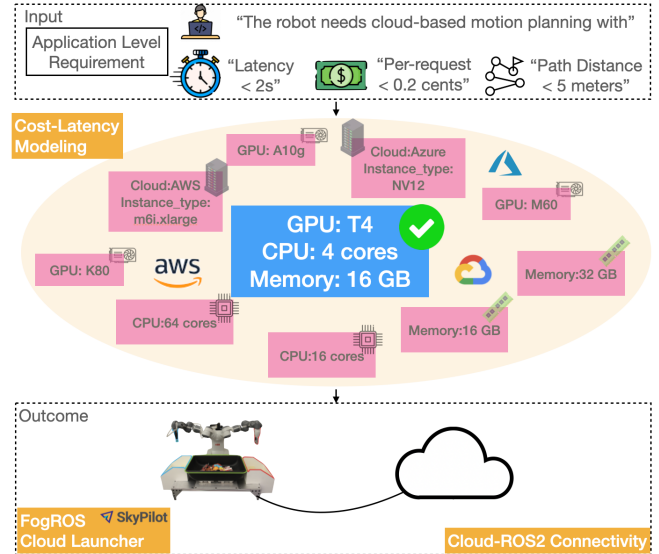 Input
“The robot needs cloud-based motion planning with”
Application Level
Requirement
“Latency
< 2s”
“Per-request
< 0.2 cents”
“Path Distance
< 5 meters”
Cost-Latency
Modeling
GPU: A10g
Cloud:Azure
Instance_type:
NV12
Cloud:AWS
Instance_type:
m6i.xlarge
GPU: M60
GPU: T4
CPU: 4 cores
Memory: 16 GB
GPU: K80
aws
Memory:32 GB
CPU:64 cores
Memory:16 GB
CPU:16 cores
Outcome
FogROS
Cloud Launcher
SkyPilot
Cloud-ROS2 Connectivity